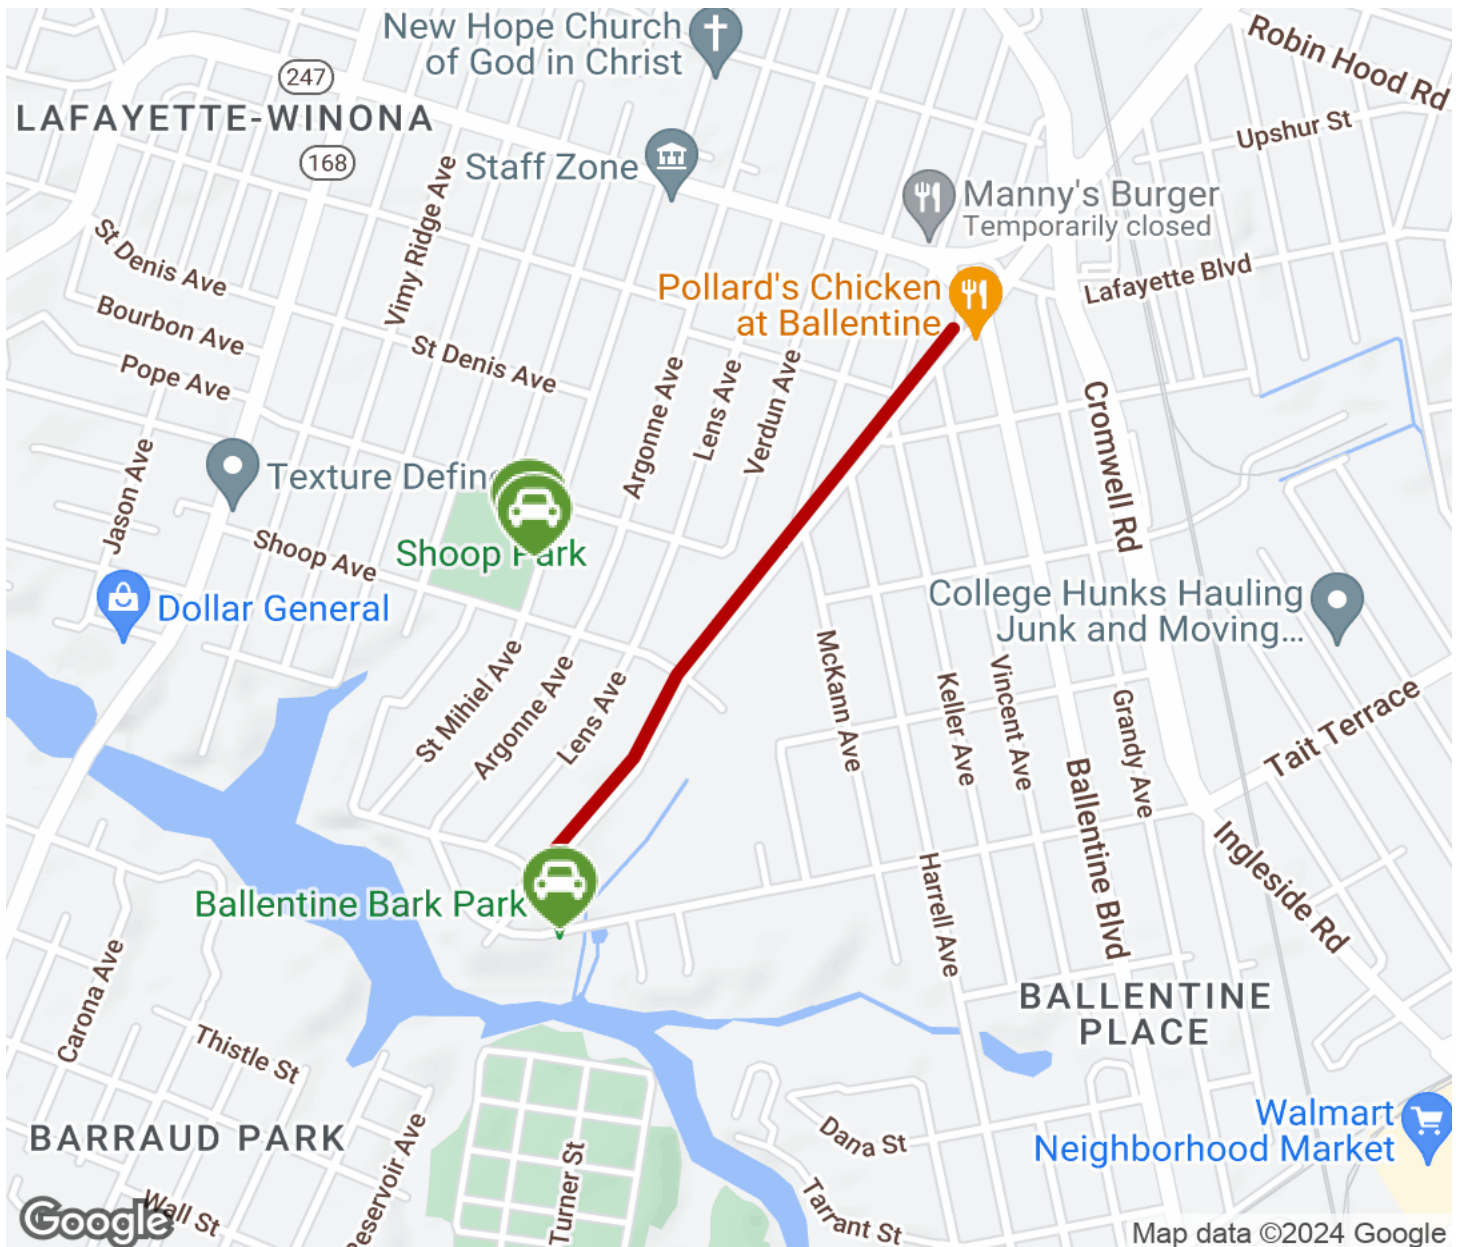 New Hope Church
of God in Christ
Robin Hood Rd
247
LAFAYETTE-WINONA
Upshur St
168
Staff Zone
Manny's Burger
Temporarily closed
Vimy Ridge Ave
St Denis Ave
Lafayette Blvd
Pollard's Chicken
at Ballentine
Bourbon Ave
St Denis Ave
Pope Ave
Argonne Ave
Lens Ave
Verdun Ave
Cromwell Rd
Jason Ave
Texture Define
Shoop Ave
Shoop Park
Dollar General
College Hunks Hauling
Junk and Moving...
St Mihiel Ave
Argonne Ave
Lens Ave
McKann Ave
Keller Ave
Vincent Ave
Grandy Ave
Tait Terrace
Ballentine Blvd
Ingleside Rd
Ballentine Bark Park
Harrell Ave
Carona Ave
BALLENTINE
PLACE
Thistle St
BARRAUD PARK
Reservoir Ave
Dana St
Walmart
Neighborhood Market
Turner St
Tarrant St
Wall St
Google
Map data ©2024 Google